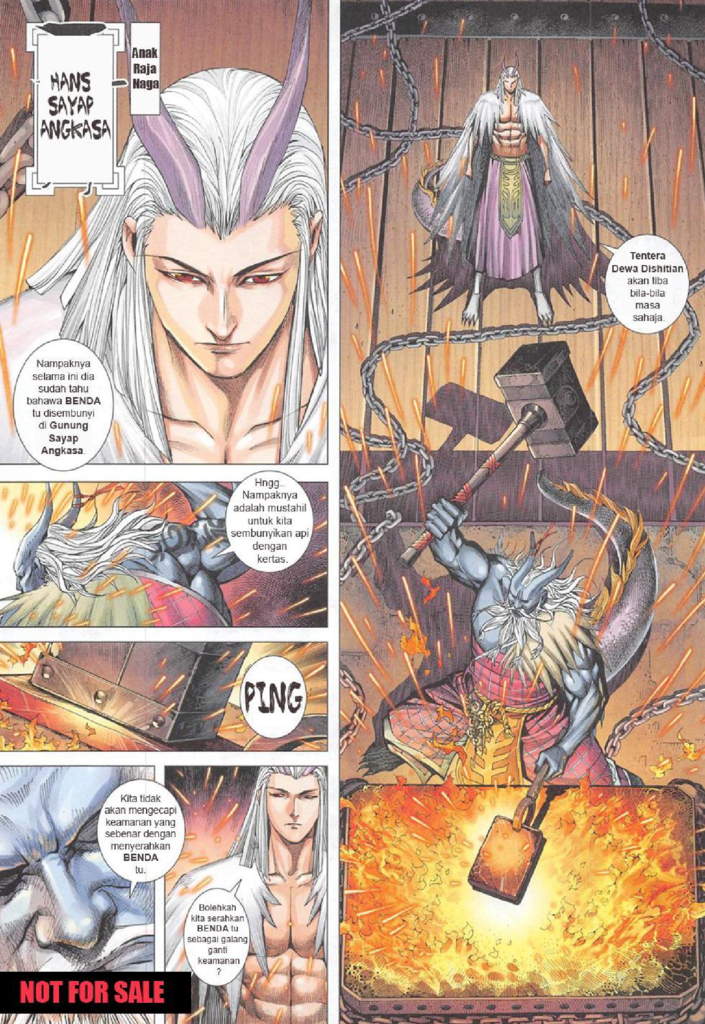 HANS
SAYAP
ANGKASA
Anak
Raja
Naga
Nampaknya
selama ini dia
sudah tahu
bahawa BENDA
tu disembunyi
di Gunung
Sayap
Angkasa
Hngg..
Nampaknya
adalah mustahil
untuk kita
sembunyikan api
dengan
kertas.
PING
Kita tidak
akan mengecapi
keamanan yang
sebenar dengan
menyerahkan
BENDA
tu.
Bolehkah
kita serahkan
BENDA tu
sebagai galang
ganti
keamanan
?
NOT FOR SALE
Tentera
Dewa Dishitian
akan tiba
bila-bila
masa
sahaja.